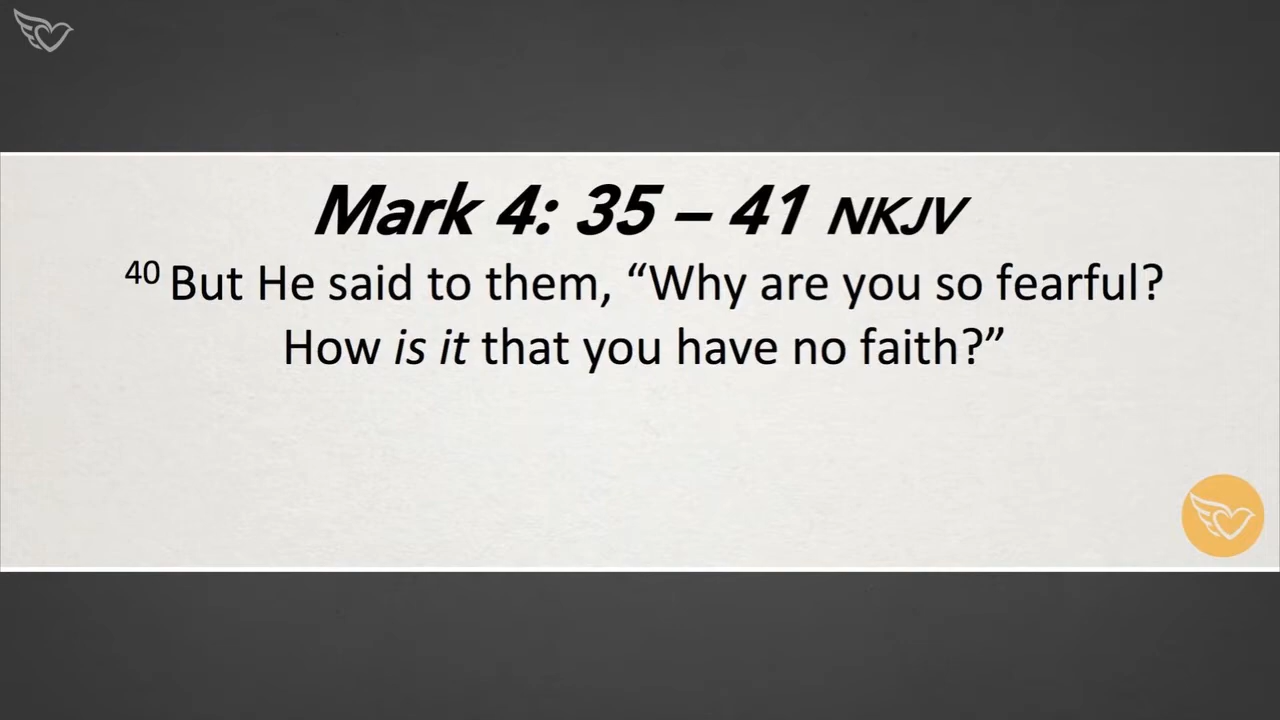 Mark 4: 35 – 41 NKJV
40 But He said to them, “Why are you so fearful?
How is it that you have no faith?”